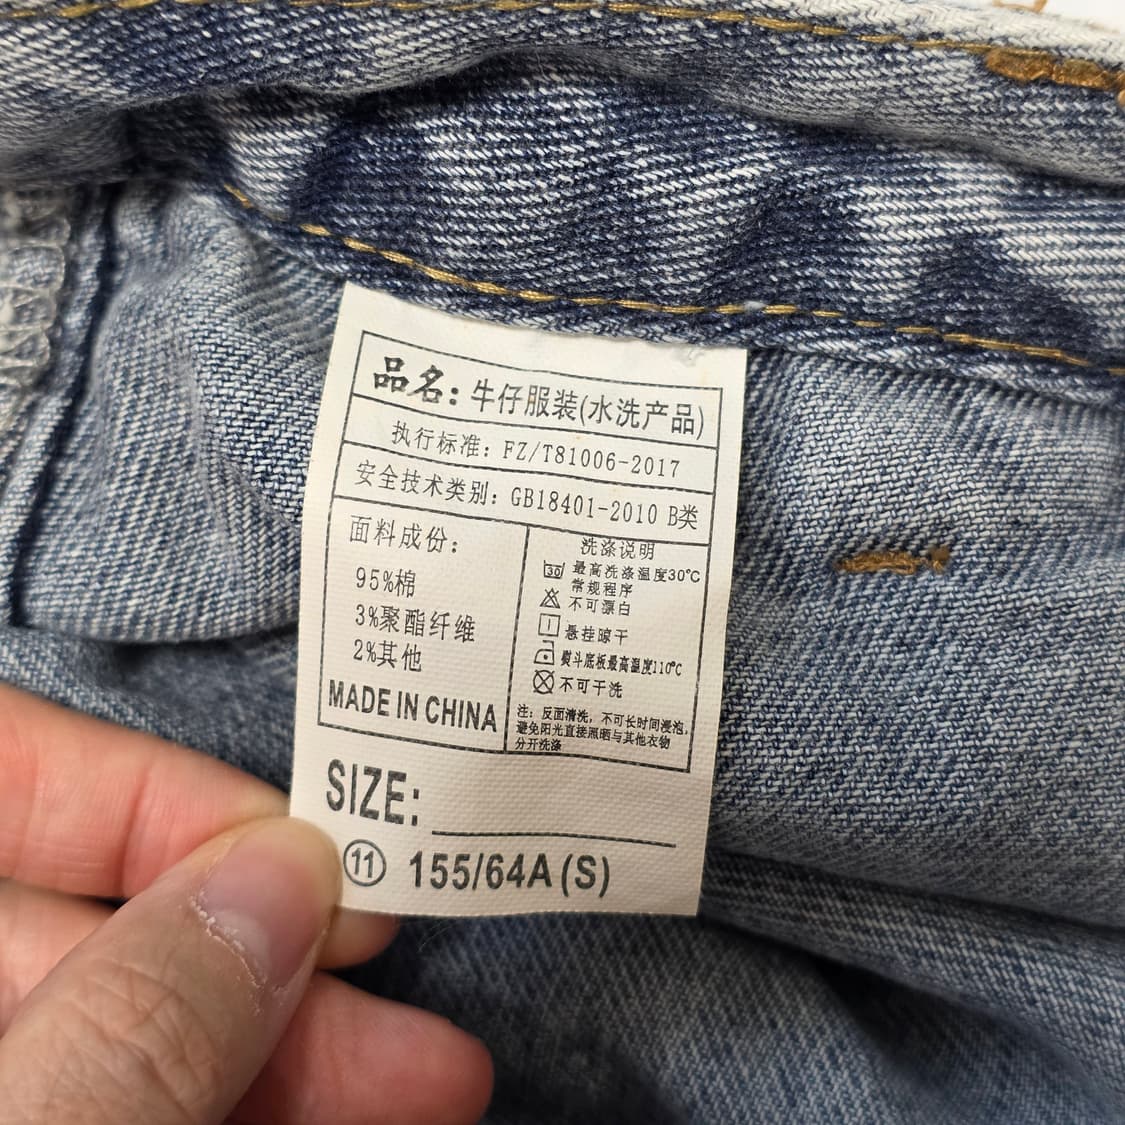 品名：牛仔服装(水洗产品)
执行标准：FZ/T81006-2017
安全技术类别：GB18401-2010 B类
面料成份：
95%棉
3%聚酯纤维
2%其他
MADE IN CHINA
洗涤说明
30 最高洗涤温度30℃
常规程序
不可漂白
悬挂晾干
熨斗底板最高温度110℃
不可干洗
注：反面清洗，不可长时间浸泡，
避免阳光直接照晒与其他衣物
分开洗涤
SIZE:
⑪ 155/64A(S)